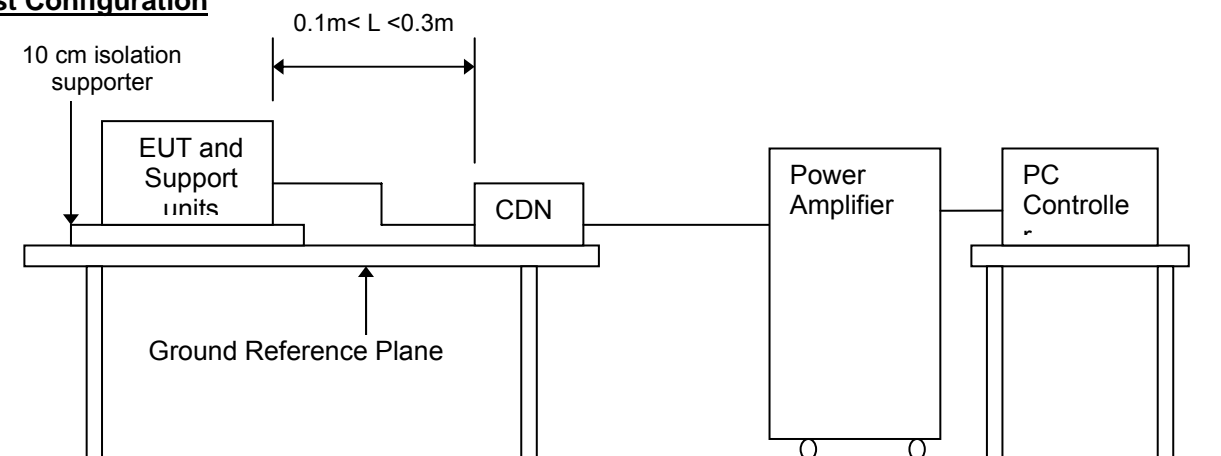 st Configuration
0.1m< L <0.3m
10 cm isolation
supporter
EUT and
Support
units
CDN
Power
Amplifier
PC
Controlle
r
Ground Reference Plane